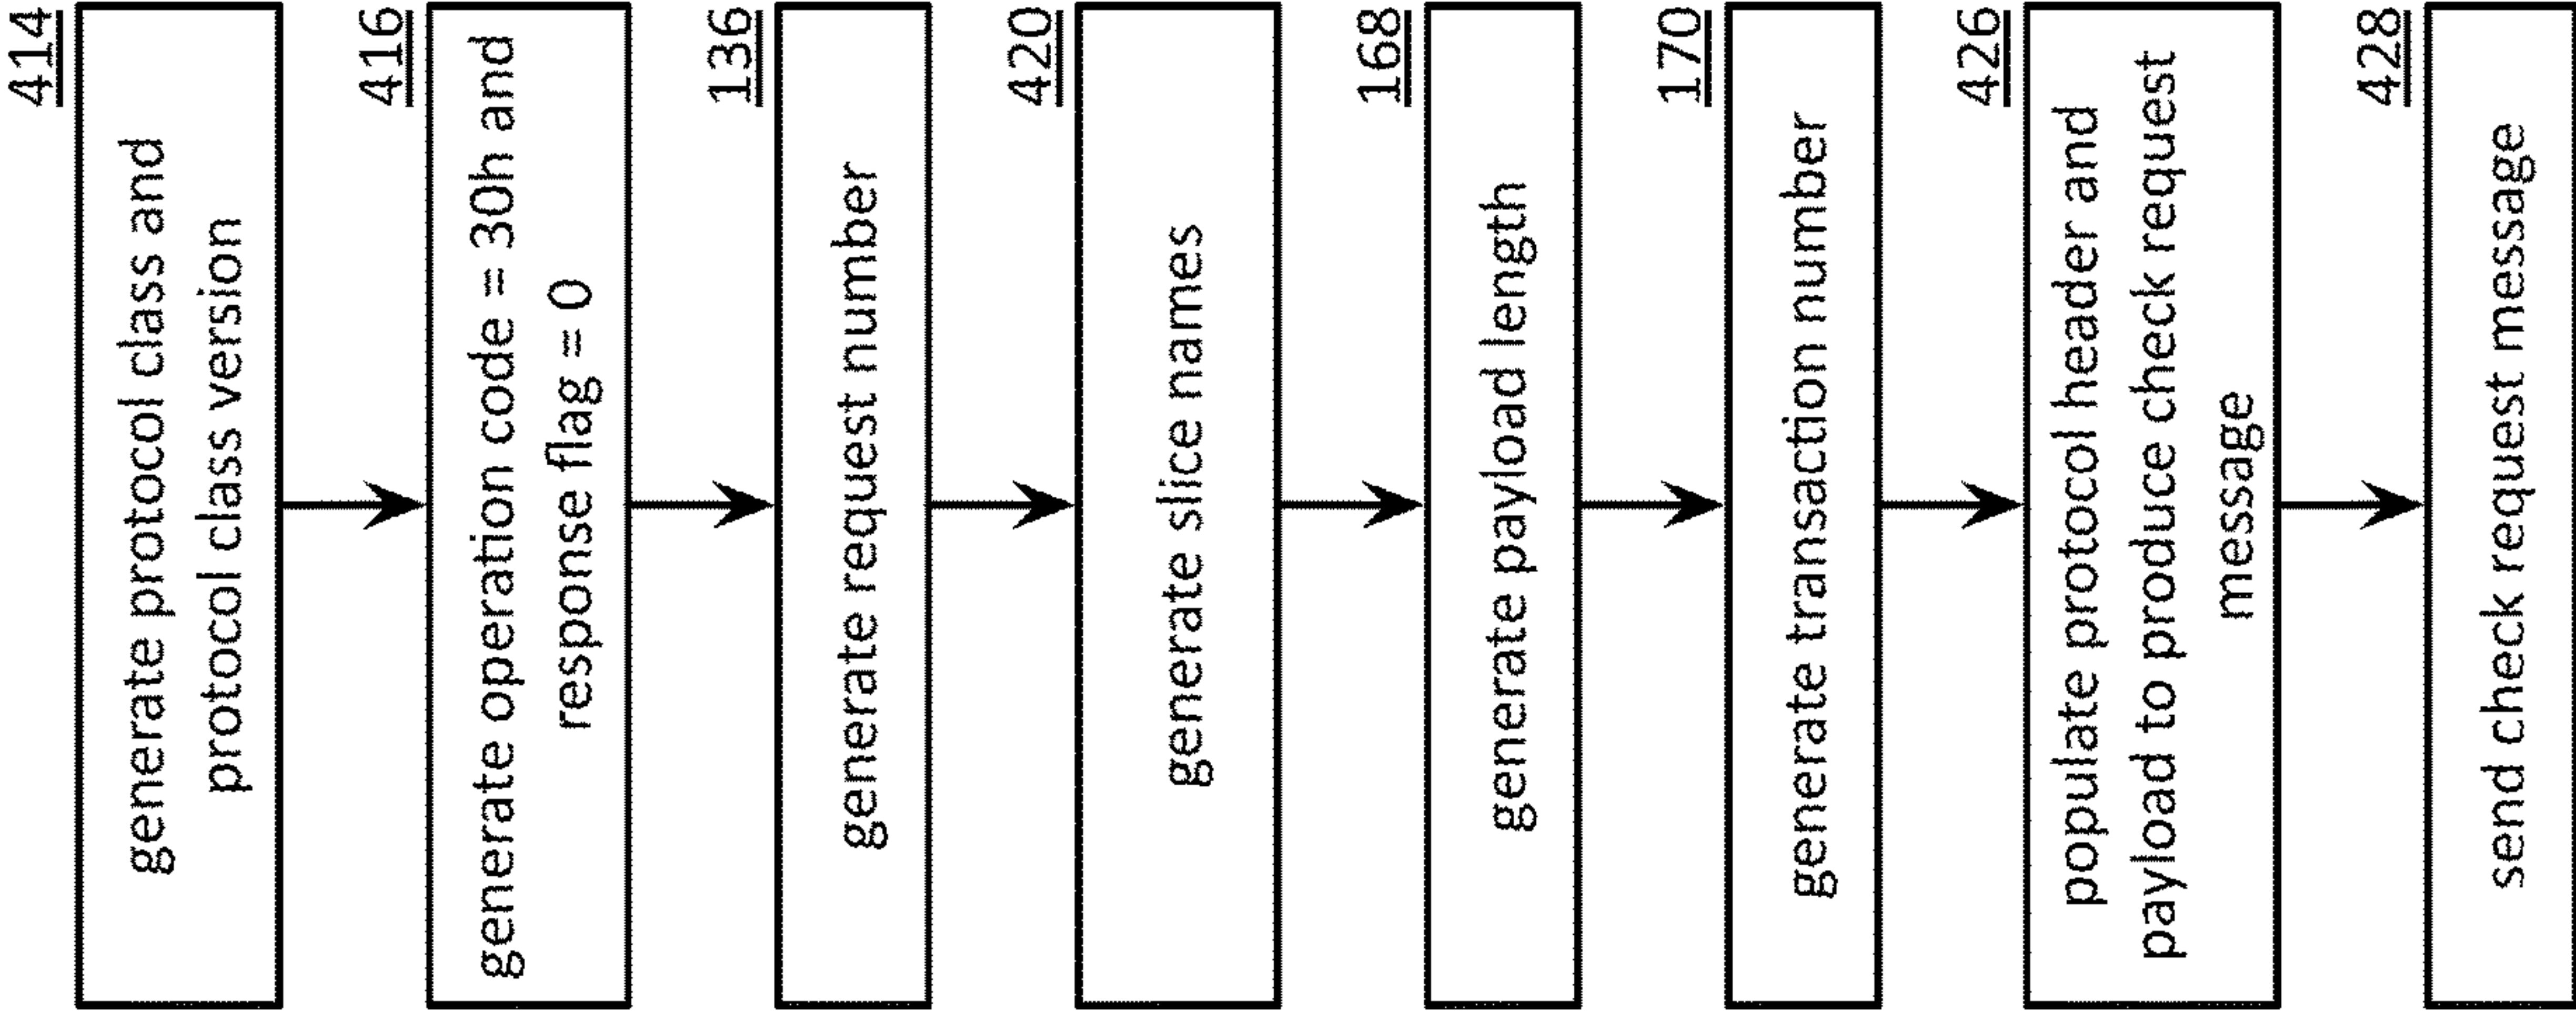 414
generate protocol class and
protocol class version
416
generate operation code = 30h and
response flag = 0
136
generate request number
420
generate slice names
168
generate payload length
170
generate transaction number
426
populate protocol header and
payload to produce check request
message
428
send check request message